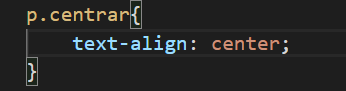 p.centrar{
    text-align: center;
}